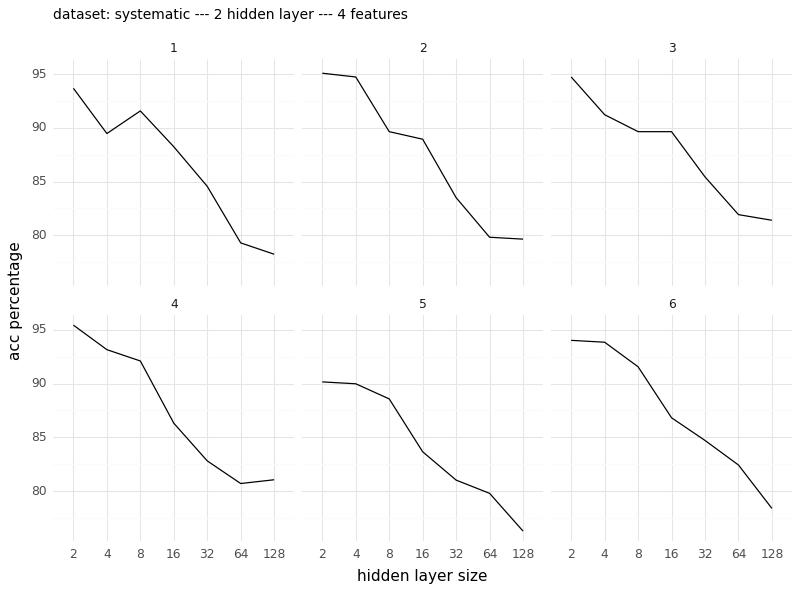 dataset: systematic --- 2 hidden layer --- 4 features
1 2 3
95
90
85
80
4 5 6
95
90
85
80
2 4 8 16 32 64 128 2 4 8 16 32 64 128 2 4 8 16 32 64 128
hidden layer size
acc percentage